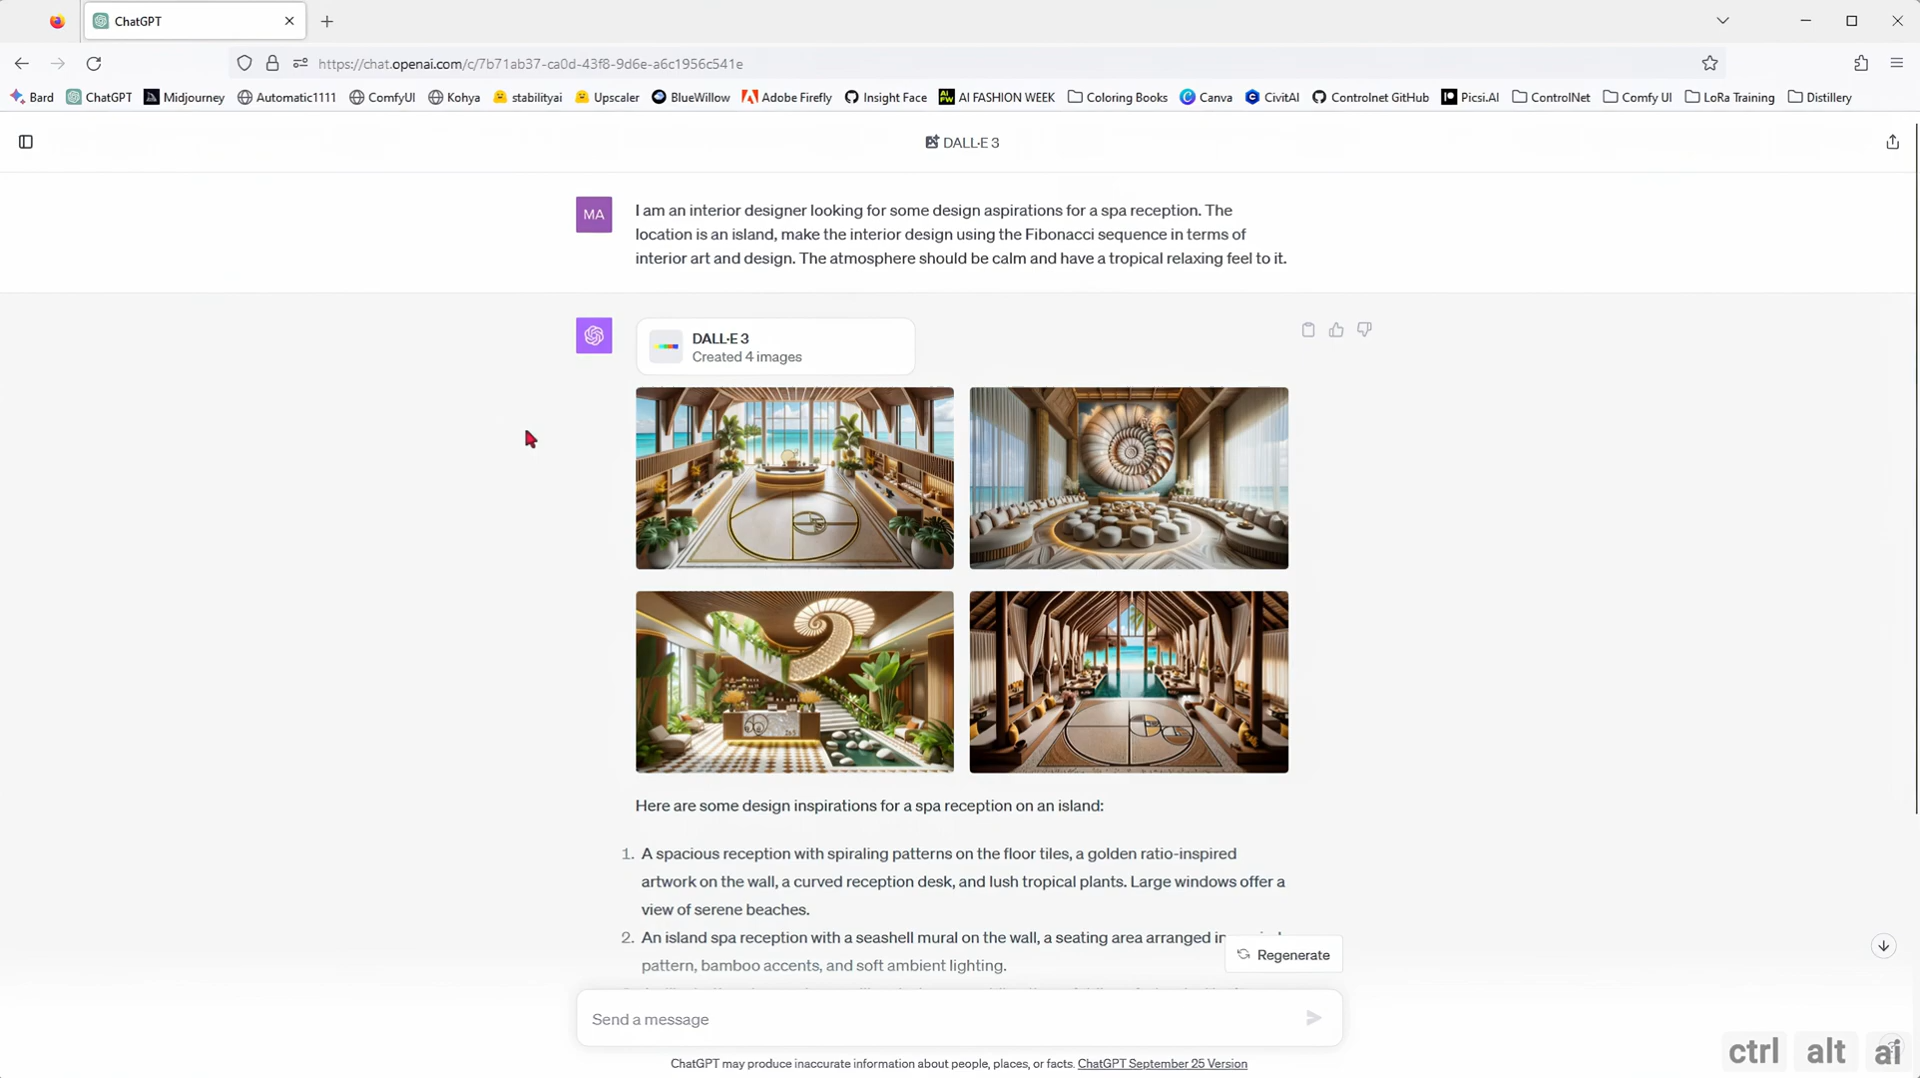 ChatGPT
https://chat.openai.com/c/7b71ab37-ca0d-43f8-9d6e-a6c1956c541e
Bard ChatGPT Midjourney Automatic1111 ComfyUI Kohya stabilityai Upscaler BlueWillow Adobe Firefly Insight Face AI FASHION WEEK Coloring Books Canva CivitAI Controlnet GitHub Picsi.AI ControlNet Comfy UI LoRa Training Distillery
DALL·E 3
MA
I am an interior designer looking for some design aspirations for a spa reception. The
location is an island, make the interior design using the Fibonacci sequence in terms of
interior art and design. The atmosphere should be calm and have a tropical relaxing feel to it.
DALL·E 3
Created 4 images
Here are some design inspirations for a spa reception on an island:
1. A spacious reception with spiraling patterns on the floor tiles, a golden ratio-inspired
artwork on the wall, a curved reception desk, and lush tropical plants. Large windows offer a
view of serene beaches.
2. An island spa reception with a seashell mural on the wall, a seating area arranged in
pattern, bamboo accents, and soft ambient lighting.
Regenerate
Send a message
ChatGPT may produce inaccurate information about people, places, or facts. ChatGPT September 25 Version
ctrl alt ai